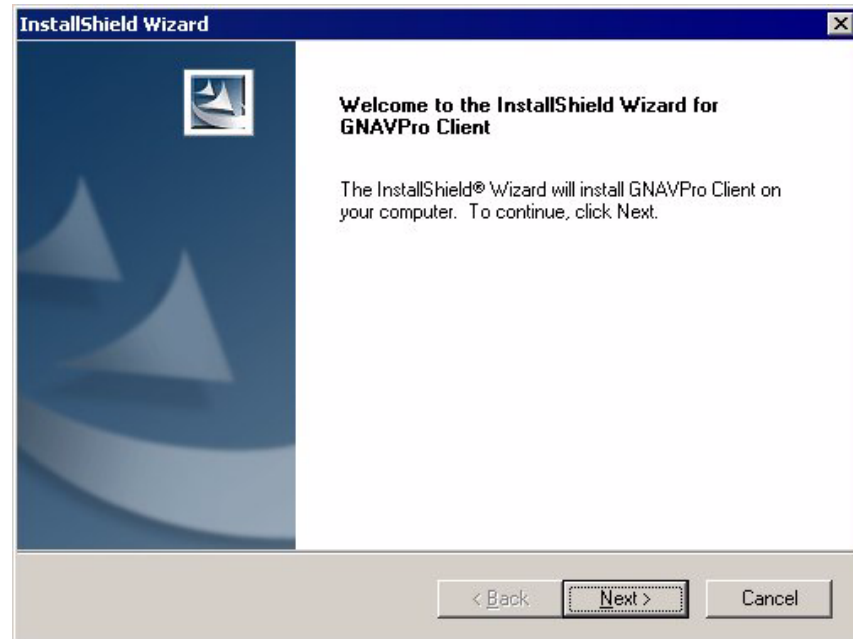 InstallShield Wizard
Welcome to the InstallShield Wizard for
GNAVPro Client
The InstallShield® Wizard will install GNAVPro Client on
your computer.  To continue, click Next.
< Back
Next >
Cancel